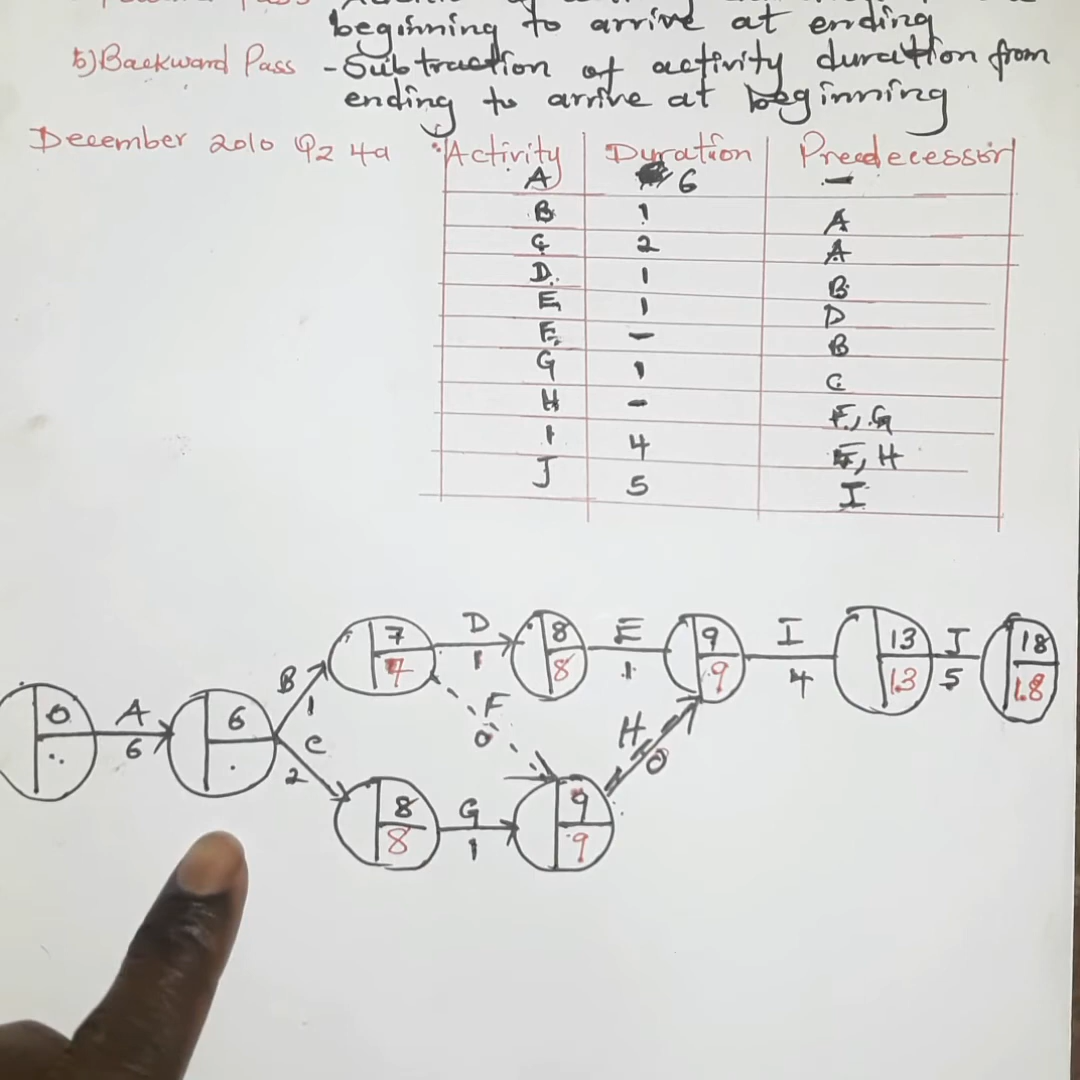 beginning to arrive at ending
b) Backward Pass - Subtraction of activity duration from
ending to arrive at beginning
December 2010 Q2 4a
Activity Duration Predecessor
A 6 -
B 1 A
C 2 A
D 1 B
E 1 D
F - B
G 1 C
H - F, G
I 4 E, H
J 5 I
7 D 8 E 9 I 13 J 18
7 1 8 1 9 4 13 5 18
0 A 6 B F H
6 1 0 0
C
2
8 G 9
8 1 9